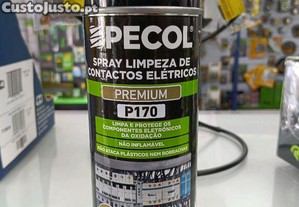 CustoJusto.pt
PECOL
SPRAY LIMPEZA DE
CONTACTOS ELÉTRICOS
PREMIUM
P170
LIMPA E PROTEGE OS
COMPONENTES ELETRÓNICOS
DA OXIDAÇÃO
NÃO INFLAMÁVEL
NÃO ATACA PLÁSTICOS NEM BORRACHAS